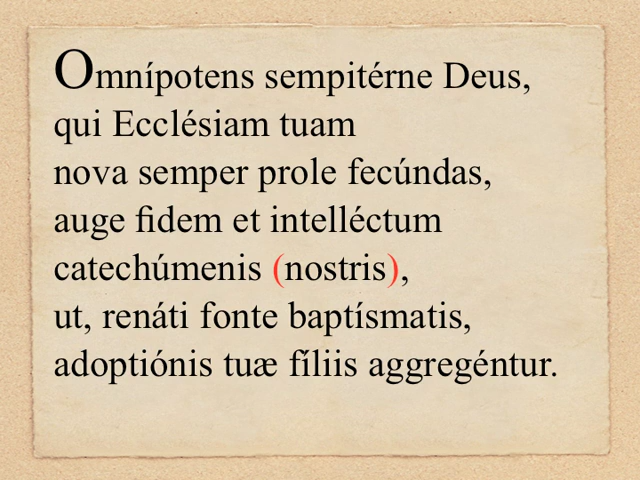 Omnípotens sempitérne Deus,
qui Ecclésiam tuam
nova semper prole fecúndas,
auge fidem et intelléctum
catechúmenis (nostris),
ut, renáti fonte baptísmatis,
adoptiónis tuæ fíliis aggregéntur.